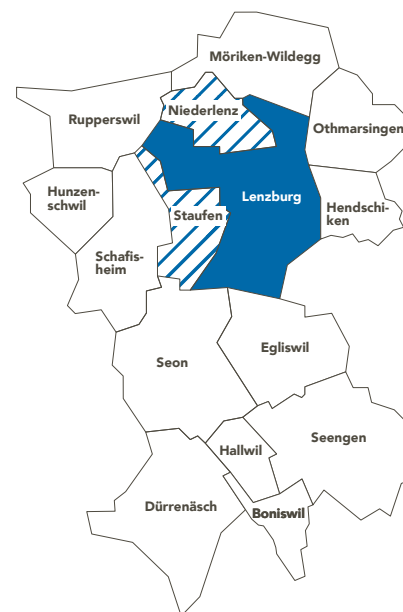 Möriken-Wildegg
Niederlenz
Rupperswil
Othmarsingen
Hunzen-
schwil
Lenzburg
Staufen
Hendschi-
ken
Schafis-
heim
Egliswil
Seon
Seengen
Hallwil
Dürrenäsch
Boniswil